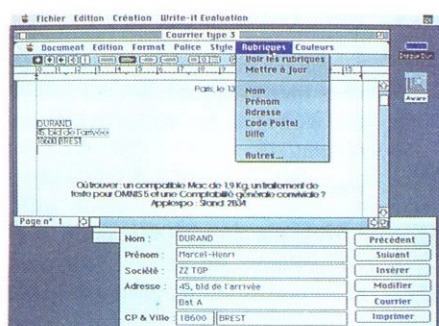 Fichier Edition Création Write-it Evaluation
Courrier type 3
Document Edition Format Police Style Rubriques Couleurs
Voir les rubriques
Mettre à jour
Nom
Prénom
Adresse
Code Postal
Ville
Autres...
Paris, le 13
DURAND
45, bld de l'arrivée
18600 BREST
Où trouver : un compatible Mac de 1,9 Kg, un traitement de
texte pour OMNIS 5 et une Comptabilité générale conviviale ?
Applexpo : Stand 2B34
Page n° 1
Aware
Nom : DURAND
Prénom : Marcel-Henri
Société : ZZ TOP
Adresse : 45, bld de l'arrivée
Bat A
CP & Ville : 18600 BREST
Précédent
Suivant
Insérer
Modifier
Courrier
Imprimer